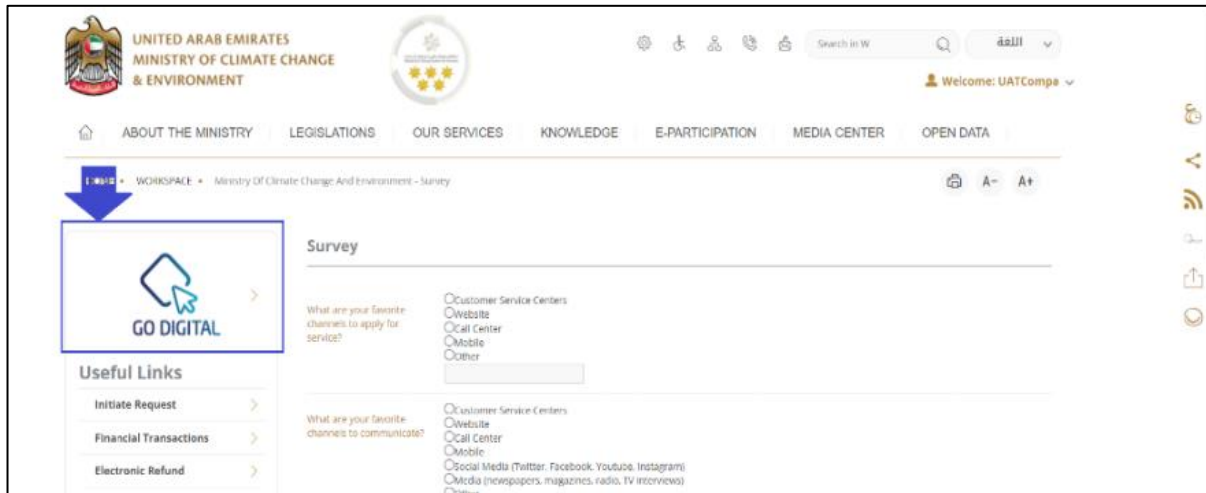 UNITED ARAB EMIRATES
MINISTRY OF CLIMATE CHANGE
& ENVIRONMENT
Search in W
اللغة
Welcome: UATCompa
ABOUT THE MINISTRY LEGISLATIONS OUR SERVICES KNOWLEDGE E-PARTICIPATION MEDIA CENTER OPEN DATA
WORKSPACE • Ministry Of Climate Change And Environment - Survey
A- A+
GO DIGITAL
Survey
What are your favorite
channels to apply for
service?
Customer Service Centers
Website
Call Center
Mobile
Other
Useful Links
Initiate Request
Financial Transactions
Electronic Refund
What are your favorite
channels to communicate?
Customer Service Centers
Website
Call Center
Mobile
Social Media (Twitter, Facebook, Youtube, Instagram)
Media (newspapers, magazines, radio, TV interviews)
Other